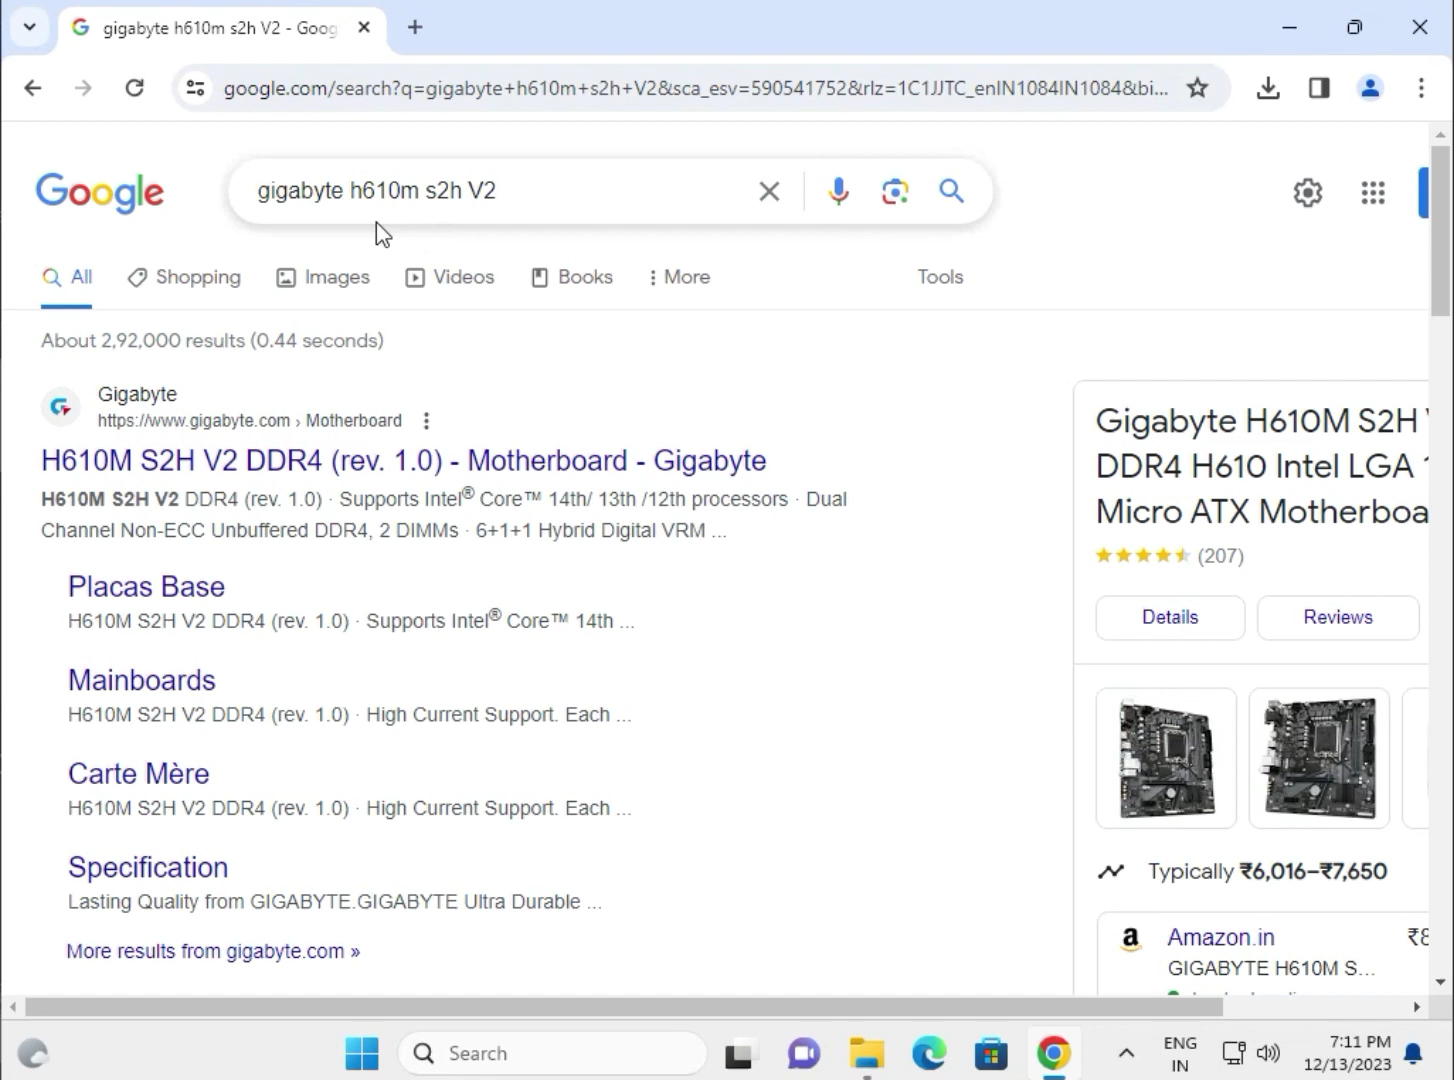 gigabyte h610m s2h V2 - Goog
google.com/search?q=gigabyte+h610m+s2h+V2&sca_esv=590541752&rlz=1C1JJTC_enIN1084IN1084&bi...
Google
gigabyte h610m s2h V2
All
Shopping
Images
Videos
Books
More
Tools
About 2,92,000 results (0.44 seconds)
Gigabyte
https://www.gigabyte.com › Motherboard
H610M S2H V2 DDR4 (rev. 1.0) - Motherboard - Gigabyte
H610M S2H V2 DDR4 (rev. 1.0) · Supports Intel® Core™ 14th/ 13th /12th processors · Dual
Channel Non-ECC Unbuffered DDR4, 2 DIMMs · 6+1+1 Hybrid Digital VRM ...
Placas Base
H610M S2H V2 DDR4 (rev. 1.0) · Supports Intel® Core™ 14th ...
Mainboards
H610M S2H V2 DDR4 (rev. 1.0) · High Current Support. Each ...
Carte Mère
H610M S2H V2 DDR4 (rev. 1.0) · High Current Support. Each ...
Specification
Lasting Quality from GIGABYTE.GIGABYTE Ultra Durable ...
More results from gigabyte.com »
Gigabyte H610M S2H
DDR4 H610 Intel LGA
Micro ATX Motherboa
(207)
Details
Reviews
Typically ₹6,016–₹7,650
a
Amazon.in
₹8
GIGABYTE H610M S...
Search
ENG
IN
7:11 PM
12/13/2023